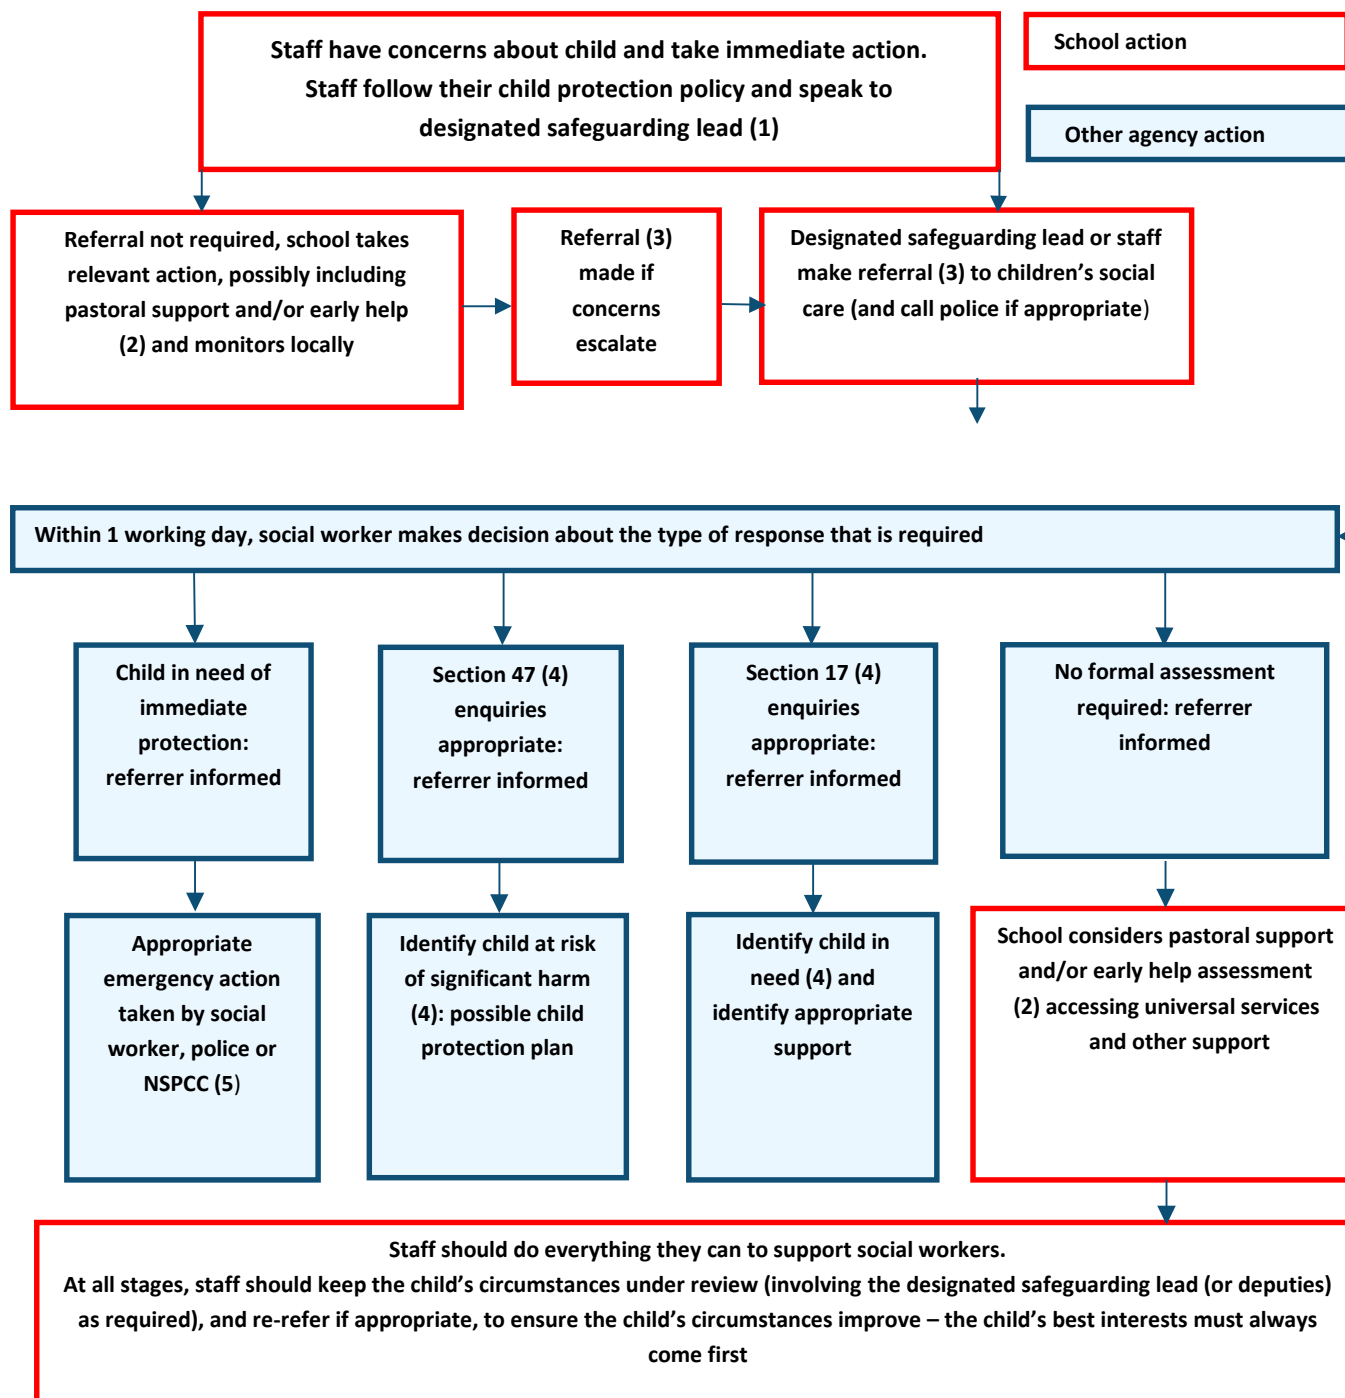 Staff have concerns about child and take immediate action.
Staff follow their child protection policy and speak to
designated safeguarding lead (1)
School action
Other agency action
Referral not required, school takes
relevant action, possibly including
pastoral support and/or early help
(2) and monitors locally
Referral (3)
made if
concerns
escalate
Designated safeguarding lead or staff
make referral (3) to children’s social
care (and call police if appropriate)
Within 1 working day, social worker makes decision about the type of response that is required
Child in need of
immediate
protection:
referrer informed
Section 47 (4)
enquiries
appropriate:
referrer informed
Section 17 (4)
enquiries
appropriate:
referrer informed
No formal assessment
required: referrer
informed
Appropriate
emergency action
taken by social
worker, police or
NSPCC (5)
Identify child at risk
of significant harm
(4): possible child
protection plan
Identify child in
need (4) and
identify appropriate
support
School considers pastoral support
and/or early help assessment
(2) accessing universal services
and other support
Staff should do everything they can to support social workers.
At all stages, staff should keep the child’s circumstances under review (involving the designated safeguarding lead (or deputies)
as required), and re-refer if appropriate, to ensure the child’s circumstances improve – the child’s best interests must always
come first